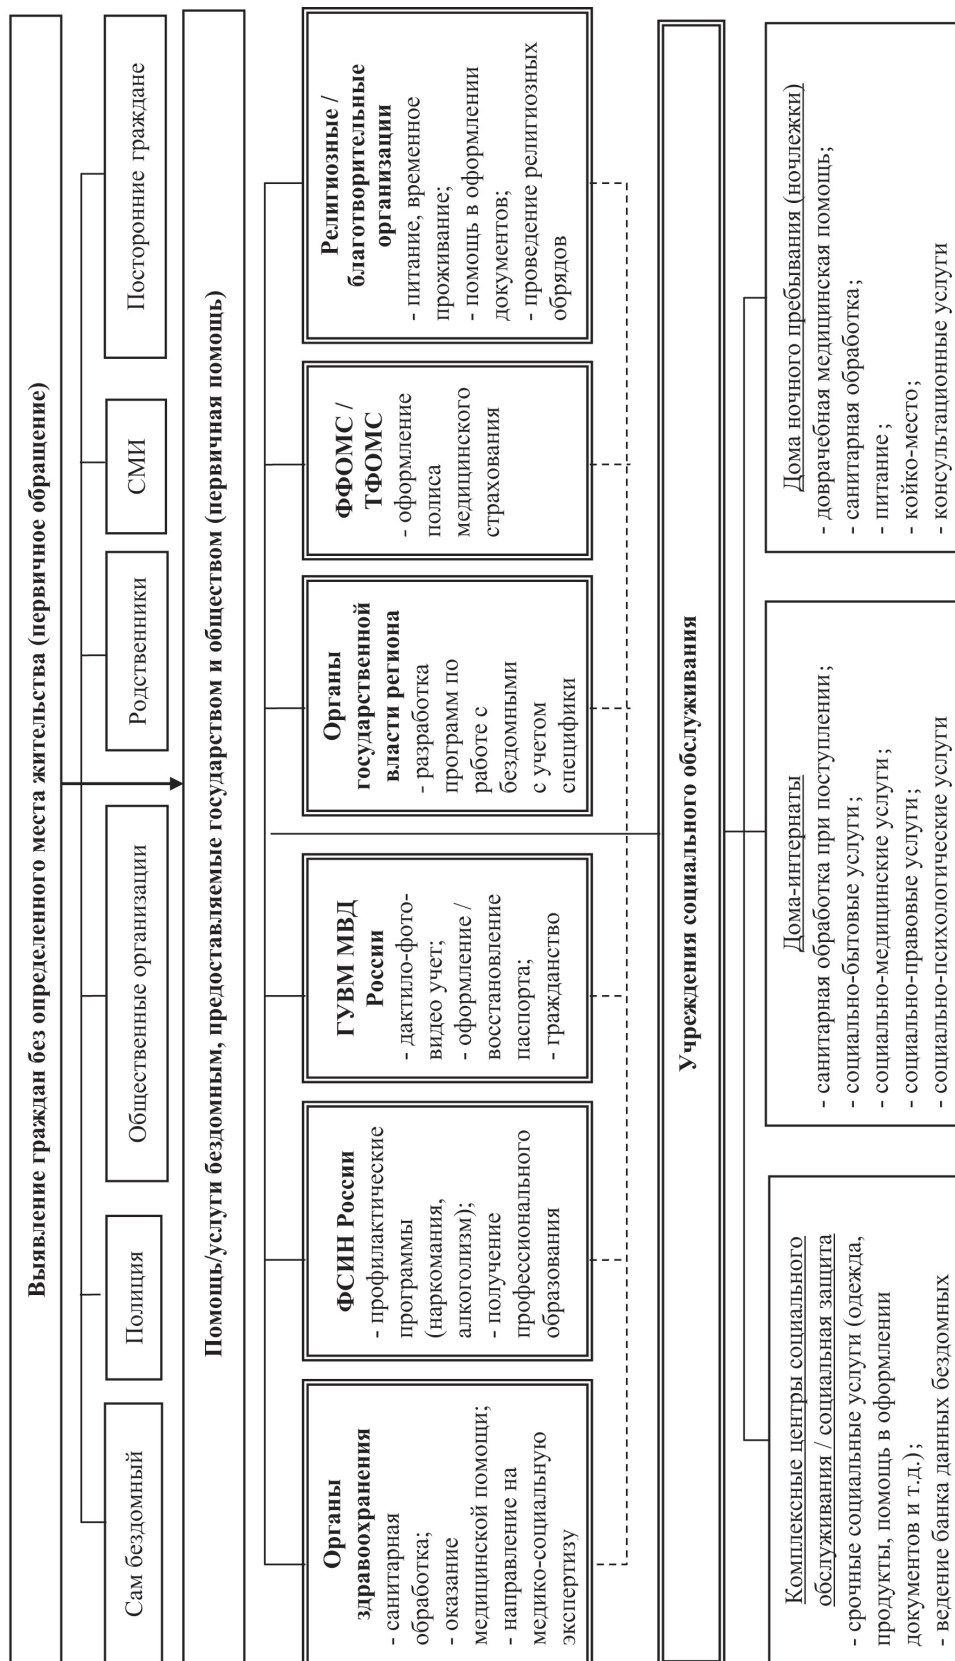 Выявление граждан без определенного места жительства (первичное обращение)
Сам бездомный
Полиция
Общественные организации
Родственники
СМИ
Посторонние граждане
Помощь/услуги бездомным, предоставляемые государством и обществом (первичная помощь)
Органы
здравоохранения
- санитарная
обработка;
- оказание
медицинской помощи;
- направление на
медико-социальную
экспертизу
ФСИН России
- профилактические
программы
(наркомания,
алкоголизм);
- получение
профессионального
образования
ГУВМ МВД
России
- дактило-фото-
видео учет;
- оформление /
восстановление
паспорта;
- гражданство
Органы
государственной
власти региона
- разработка
программ по
работе с
бездомными
с учетом
специфики
ФФОМС /
ТФОМС
- оформление
полиса
медицинского
страхования
Религиозные /
благотворительные
организации
- питание, временное
проживание;
- помощь в оформлении
документов;
- проведение религиозных
обрядов
Учреждения социального обслуживания
Комплексные центры социального
обслуживания / социальная защита
- срочные социальные услуги (одежда,
продукты, помощь в оформлении
документов и т.д.);
- ведение банка данных бездомных
Дома-интернаты
- санитарная обработка при поступлении;
- социально-бытовые услуги;
- социально-медицинские услуги;
- социально-правовые услуги;
- социально-психологические услуги
Дома ночного пребывания (ночлежки)
- доврачебная медицинская помощь;
- санитарная обработка;
- питание;
- койко-место;
- консультационные услуги